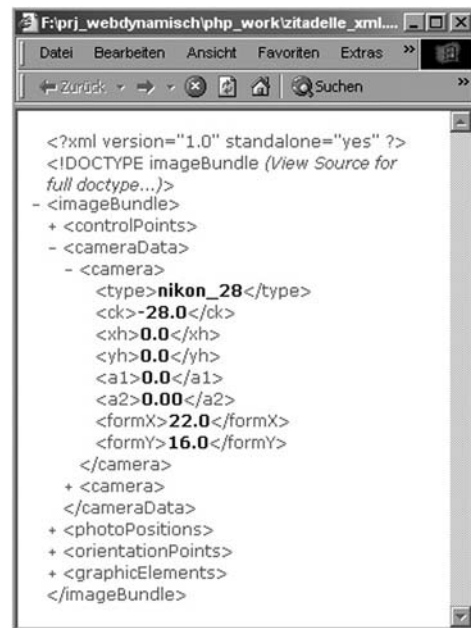 F:\prj_webdynamisch\php_work\zitadelle_xml....
Datei Bearbeiten Ansicht Favoriten Extras »
Zurück Suchen »
<?xml version="1.0" standalone="yes" ?>
<!DOCTYPE imageBundle (View Source for
full doctype...)>
- <imageBundle>
+ <controlPoints>
- <cameraData>
- <camera>
<type>nikon_28</type>
<ck>-28.0</ck>
<xh>0.0</xh>
<yh>0.0</yh>
<a1>0.0</a1>
<a2>0.00</a2>
<formX>22.0</formX>
<formY>16.0</formY>
</camera>
+ <camera>
</cameraData>
+ <photoPositions>
+ <orientationPoints>
+ <graphicElements>
</imageBundle>